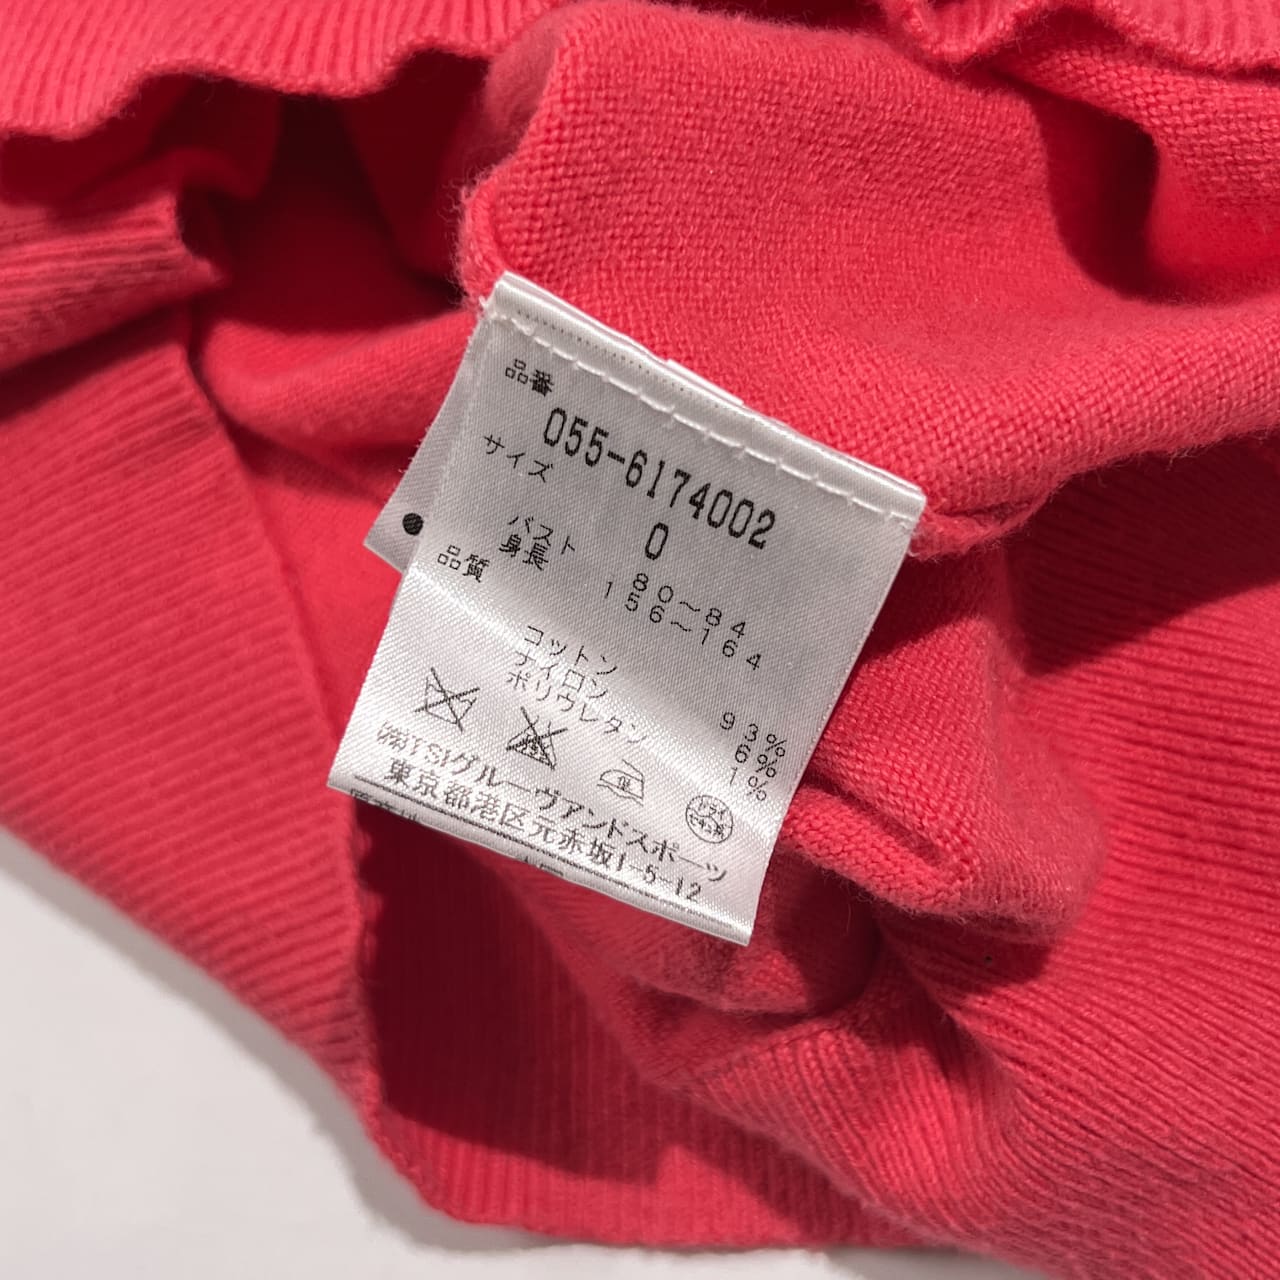 品番
055-6174002
サイズ 0
バスト 80～84
身長 156～164
品質
コットン 93%
ナイロン 6%
ポリウレタン 1%
㈱TSIグルーヴアンドスポーツ
東京都港区元赤坂1-5-12